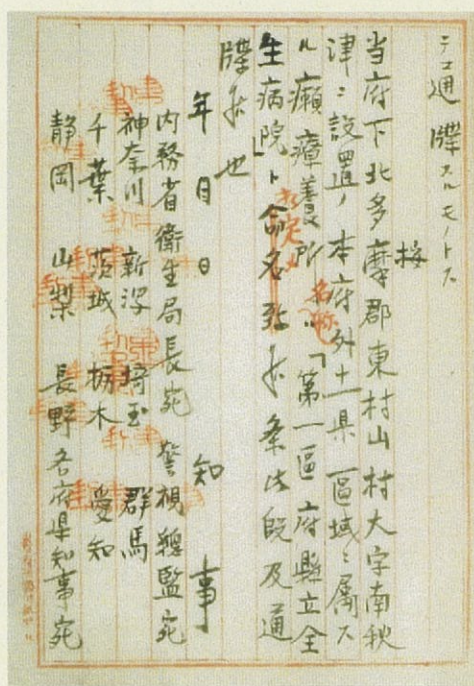 テ通牒スルモノトス
按
当府下北多摩郡東村山村大字南秋
津ニ設置ノ本府外十一県区域ニ属ス
ル癩療養所名称ハ「第一區府縣立全
生病院」ト命名致候条此段及通
牒候也
年月日 知事
内務省衛生局長宛 警視総監宛
神奈川 新潟 埼玉 群馬
千葉 茨城 栃木 愛知
静岡 山梨 長野各府県知事宛